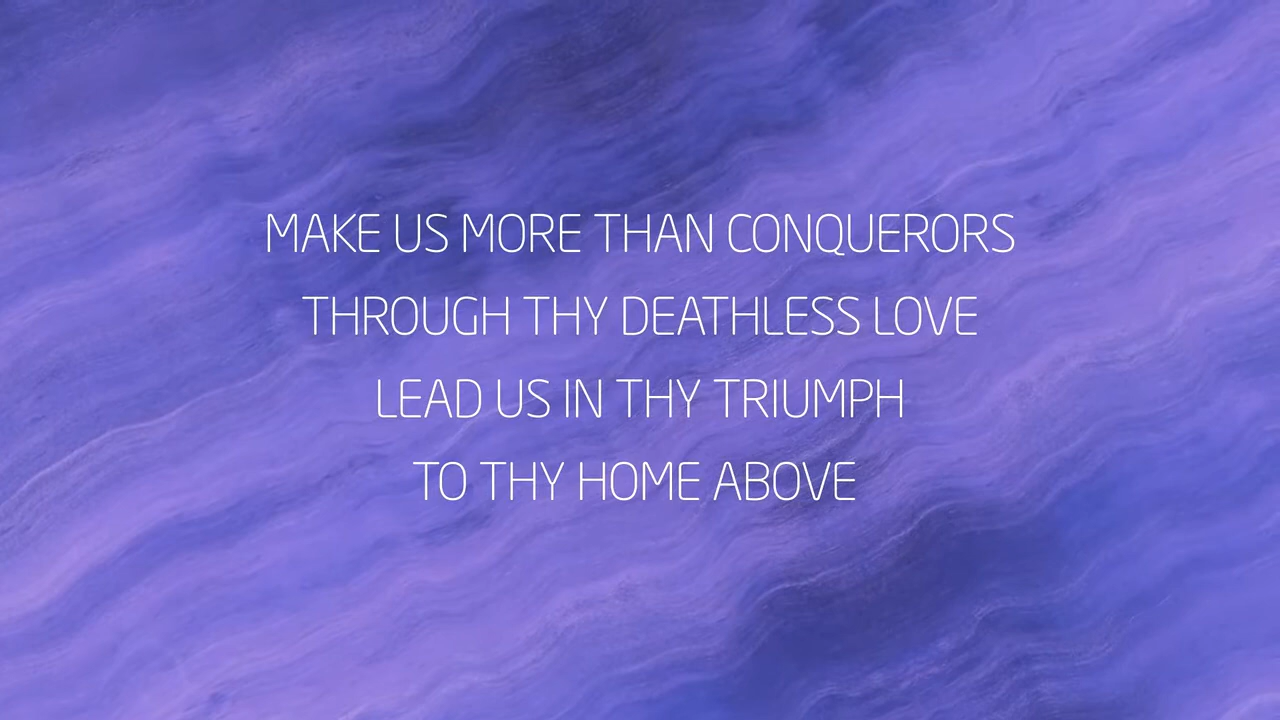 MAKE US MORE THAN CONQUERORS
THROUGH THY DEATHLESS LOVE
LEAD US IN THY TRIUMPH
TO THY HOME ABOVE